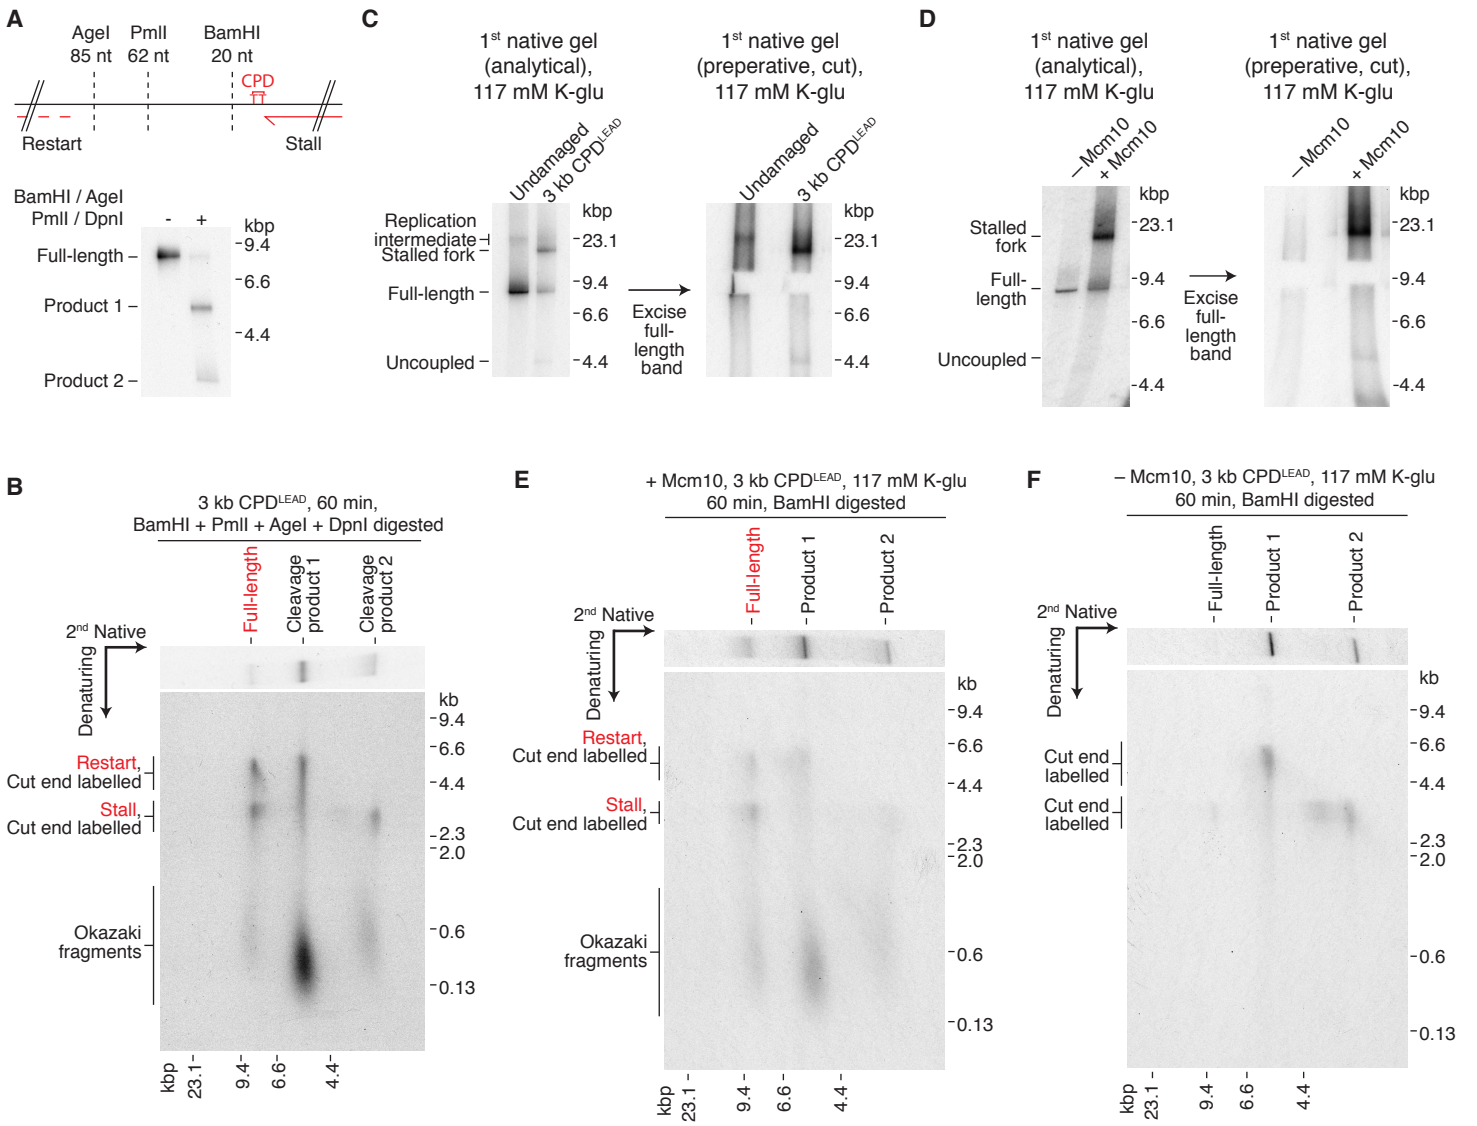 A
AgeI PmlI BamHI
85 nt 62 nt 20 nt
CPD
Restart Stall
BamHI / AgeI
PmlI / DpnI - +
kbp
Full-length
9.4
6.6
Product 1
4.4
Product 2
C
1st native gel
(analytical),
117 mM K-glu
1st native gel
(preperative, cut),
117 mM K-glu
Undamaged
3 kb CPDLEAD
Undamaged
3 kb CPDLEAD
Replication
intermediate
Stalled fork
Full-length
Uncoupled
kbp
23.1
9.4
6.6
4.4
Excise
full-
length
band
kbp
23.1
9.4
6.6
4.4
D
1st native gel
(analytical),
117 mM K-glu
1st native gel
(preperative, cut),
117 mM K-glu
– Mcm10
+ Mcm10
– Mcm10
+ Mcm10
Stalled
fork
Full-
length
Uncoupled
kbp
23.1
9.4
6.6
4.4
Excise
full-
length
band
kbp
23.1
9.4
6.6
4.4
B
3 kb CPDLEAD, 60 min,
BamHI + PmlI + AgeI + DpnI digested
Full-length
Cleavage
product 1
Cleavage
product 2
2nd Native
Denaturing
kb
9.4
6.6
4.4
2.3
2.0
0.6
0.13
Restart,
Cut end labelled
Stall,
Cut end labelled
Okazaki
fragments
kbp
23.1
9.4
6.6
4.4
E
+ Mcm10, 3 kb CPDLEAD, 117 mM K-glu
60 min, BamHI digested
Full-length
Product 1
Product 2
2nd Native
Denaturing
kb
9.4
6.6
4.4
2.3
2.0
0.6
0.13
Restart,
Cut end labelled
Stall,
Cut end labelled
Okazaki
fragments
kbp
23.1
9.4
6.6
4.4
F
– Mcm10, 3 kb CPDLEAD, 117 mM K-glu
60 min, BamHI digested
Full-length
Product 1
Product 2
2nd Native
Denaturing
kb
9.4
6.6
4.4
2.3
2.0
0.6
0.13
Cut end
labelled
Cut end
labelled
kbp
23.1
9.4
6.6
4.4